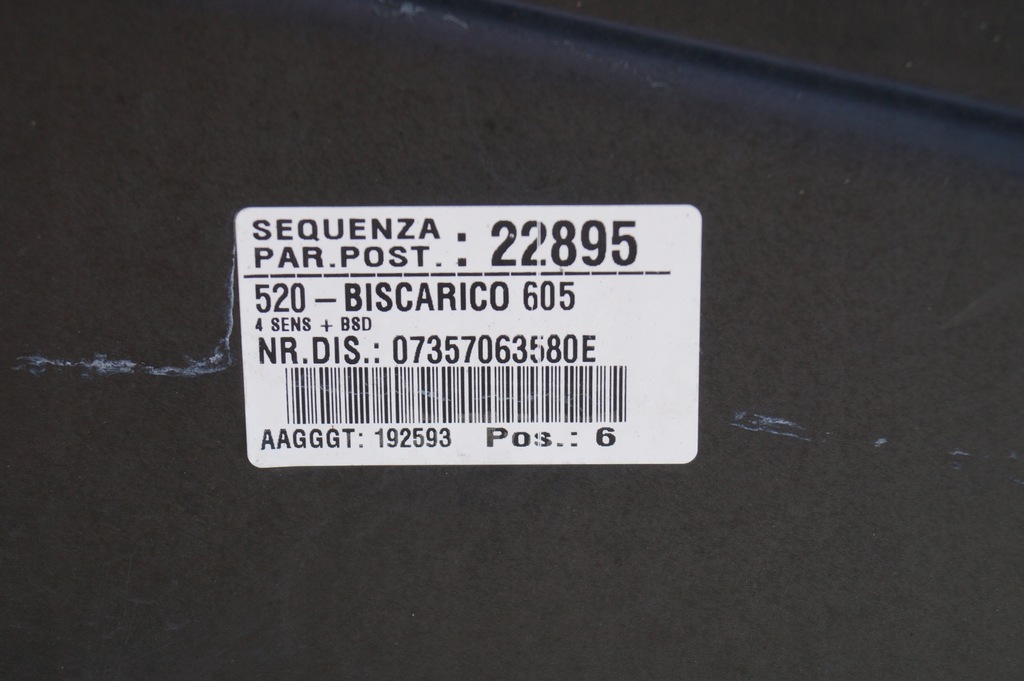 SEQUENZA
PAR.POST. : 22895
520 - BISCARICO 605
4 SENS + BSD
NR.DIS.: 07357063580E
AAGGGT: 192593 Pos.: 6